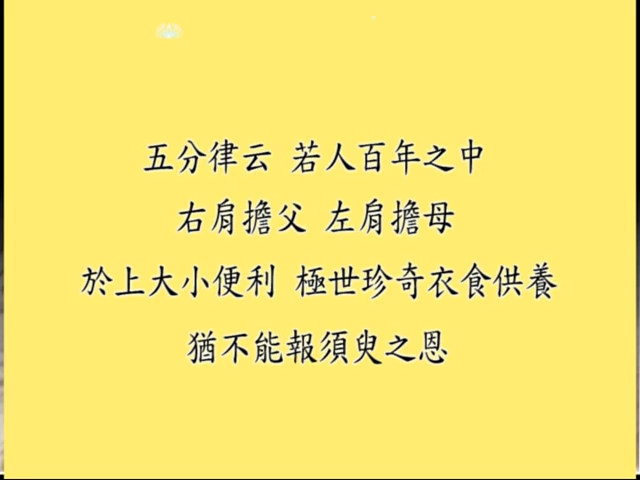 五分律云 若人百年之中
右肩擔父 左肩擔母
於上大小便利 極世珍奇衣食供養
猶不能報須臾之恩